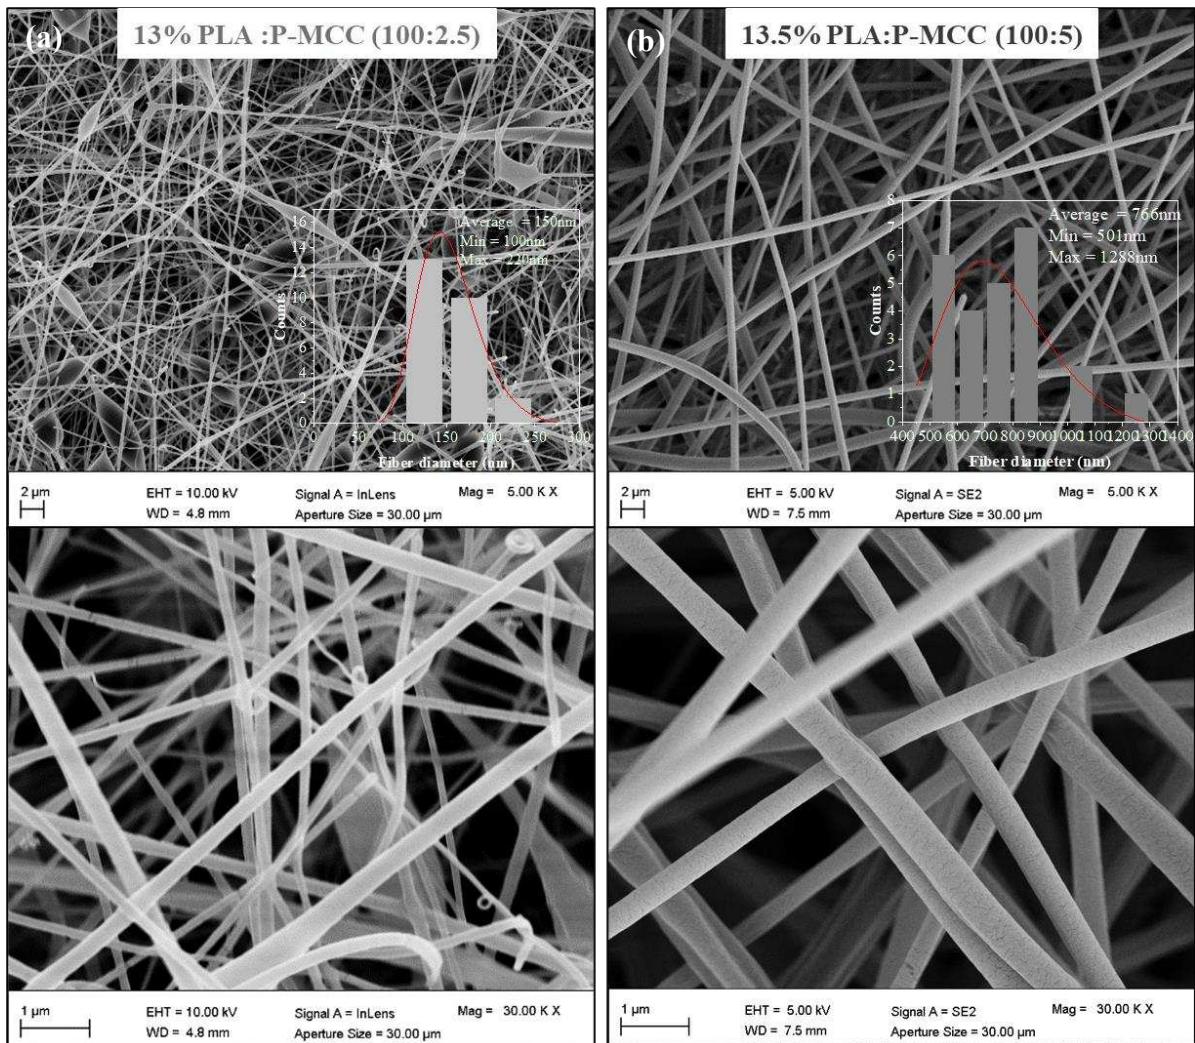 (a)
13% PLA :P-MCC (100:2.5)
16
14
12
10
8
6
4
2
0
Counts
Average = 150nm
Min = 100nm
Max = 220nm
0 50 100 150 200 250 300
Fiber diameter (nm)
2 µm
EHT = 10.00 kV
WD = 4.8 mm
Signal A = InLens
Aperture Size = 30.00 µm
Mag = 5.00 K X
(b)
13.5% PLA:P-MCC (100:5)
8
7
6
5
4
3
2
1
0
Counts
Average = 766nm
Min = 501nm
Max = 1288nm
400 500 600 700 800 900 1000 1100 1200 1300 1400
Fiber diameter (nm)
2 µm
EHT = 5.00 kV
WD = 7.5 mm
Signal A = SE2
Aperture Size = 30.00 µm
Mag = 5.00 K X
1 µm
EHT = 10.00 kV
WD = 4.8 mm
Signal A = InLens
Aperture Size = 30.00 µm
Mag = 30.00 K X
1 µm
EHT = 5.00 kV
WD = 7.5 mm
Signal A = SE2
Aperture Size = 30.00 µm
Mag = 30.00 K X